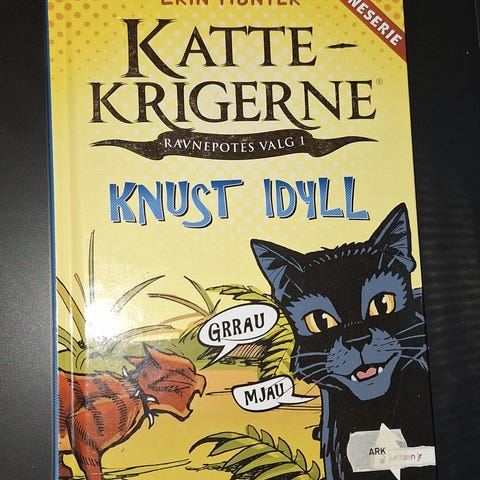 ERIN HUNTER
NESERIE
KATTE-
KRIGERNE®
RAVNEPOTES VALG 1
KNUST IDYLL
GRRAU
MJAU
ARK